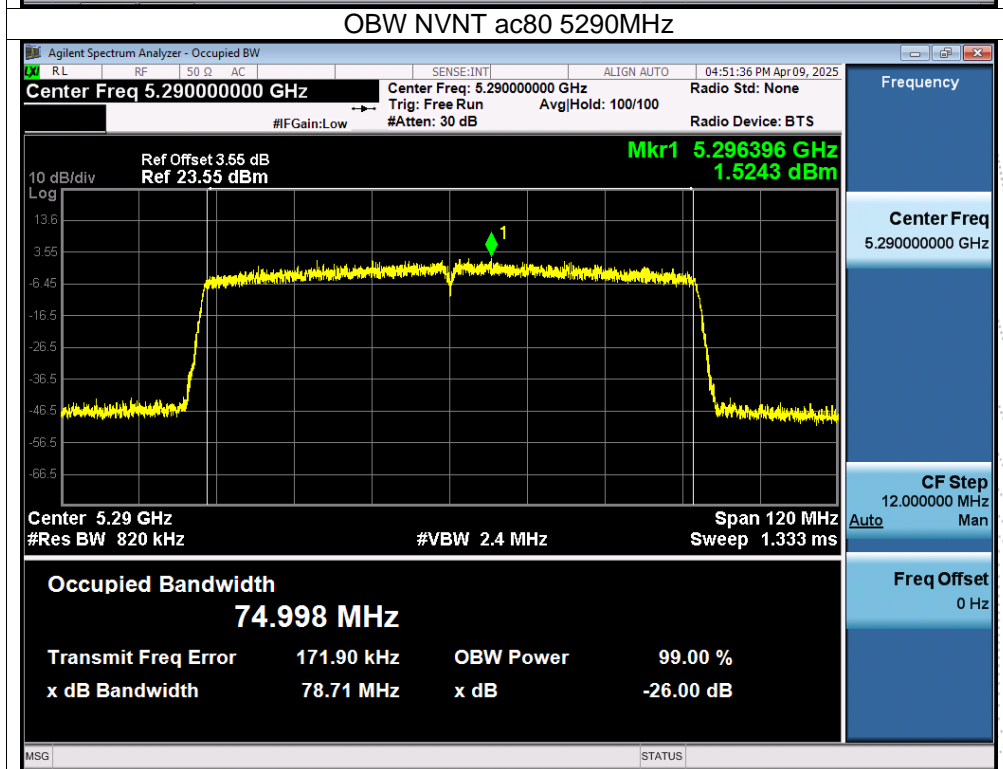 OBW NVNT ac80 5290MHz
Agilent Spectrum Analyzer - Occupied BW
LXI RL RF 50 Ω AC SENSE:INT ALIGN AUTO 04:51:36 PM Apr 09, 2025
Center Freq 5.290000000 GHz
Center Freq: 5.290000000 GHz Radio Std: None
Trig: Free Run Avg|Hold: 100/100
#IFGain:Low #Atten: 30 dB Radio Device: BTS
Mkr1 5.296396 GHz
1.5243 dBm
Ref Offset 3.55 dB
10 dB/div Ref 23.55 dBm
Log
13.6
3.55
-6.45
-16.5
-26.5
-36.5
-46.5
-56.5
-66.5
1
Center 5.29 GHz Span 120 MHz
#Res BW 820 kHz #VBW 2.4 MHz Sweep 1.333 ms
Occupied Bandwidth
74.998 MHz
Transmit Freq Error 171.90 kHz OBW Power 99.00 %
x dB Bandwidth 78.71 MHz x dB -26.00 dB
Frequency
Center Freq
5.290000000 GHz
CF Step
12.000000 MHz
Auto Man
Freq Offset
0 Hz
MSG STATUS